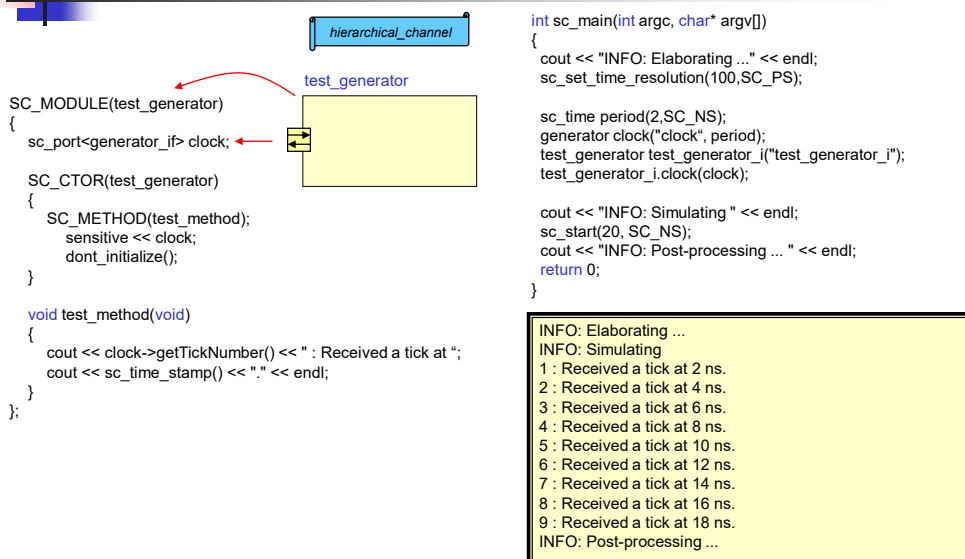 hierarchical_channel
test_generator
SC_MODULE(test_generator)
{
sc_port<generator_if> clock;
SC_CTOR(test_generator)
{
SC_METHOD(test_method);
sensitive << clock;
dont_initialize();
}
void test_method(void)
{
cout << clock->getTickNumber() << " : Received a tick at “;
cout << sc_time_stamp() << "." << endl;
}
};
int sc_main(int argc, char* argv[])
{
cout << "INFO: Elaborating ..." << endl;
sc_set_time_resolution(100,SC_PS);
sc_time period(2,SC_NS);
generator clock("clock“, period);
test_generator test_generator_i("test_generator_i");
test_generator_i.clock(clock);
cout << "INFO: Simulating " << endl;
sc_start(20, SC_NS);
cout << "INFO: Post-processing ... " << endl;
return 0;
}
INFO: Elaborating ...
INFO: Simulating
1 : Received a tick at 2 ns.
2 : Received a tick at 4 ns.
3 : Received a tick at 6 ns.
4 : Received a tick at 8 ns.
5 : Received a tick at 10 ns.
6 : Received a tick at 12 ns.
7 : Received a tick at 14 ns.
8 : Received a tick at 16 ns.
9 : Received a tick at 18 ns.
INFO: Post-processing ...